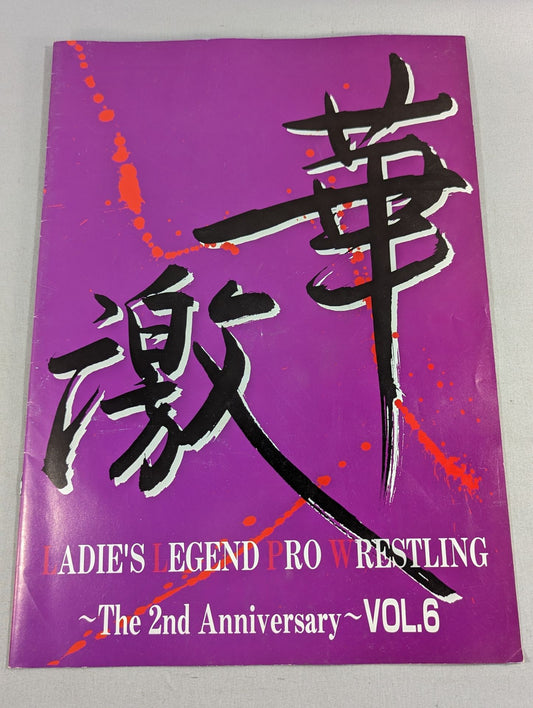 華
激
LADIE'S LEGEND PRO WRESTLING
~The 2nd Anniversary~VOL.6